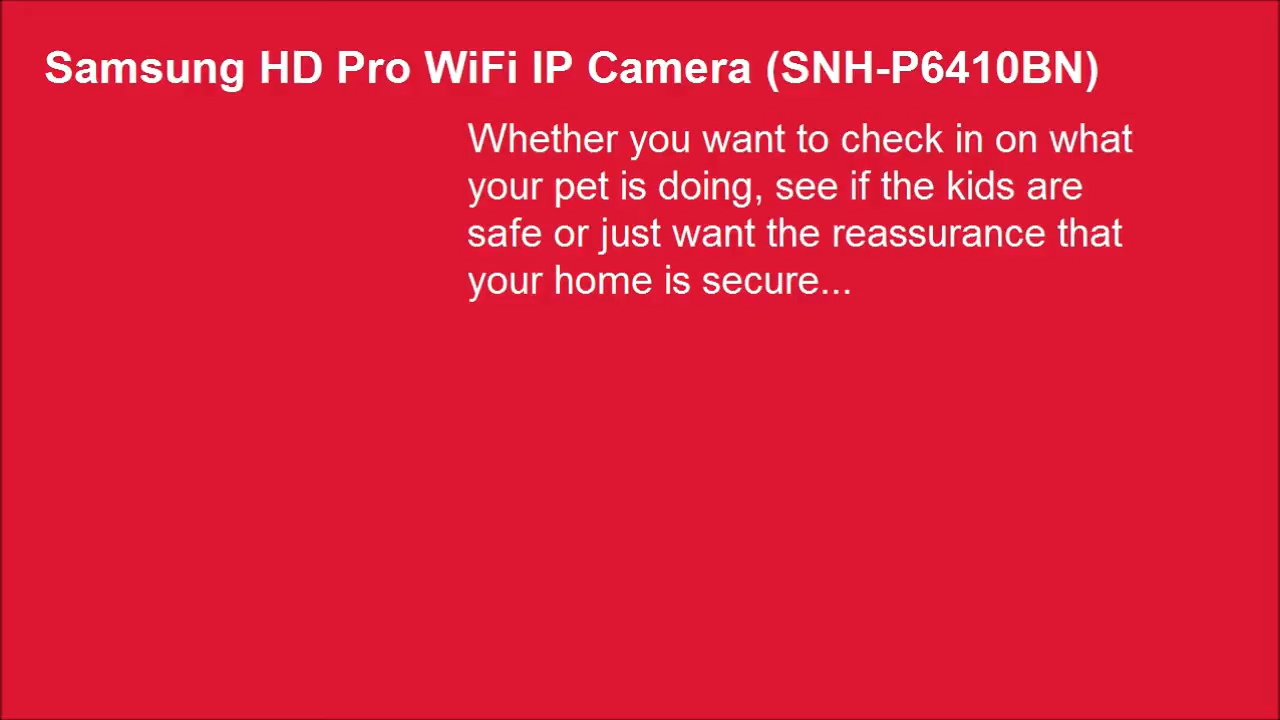 Samsung HD Pro WiFi IP Camera (SNH-P6410BN)
Whether you want to check in on what
your pet is doing, see if the kids are
safe or just want the reassurance that
your home is secure...